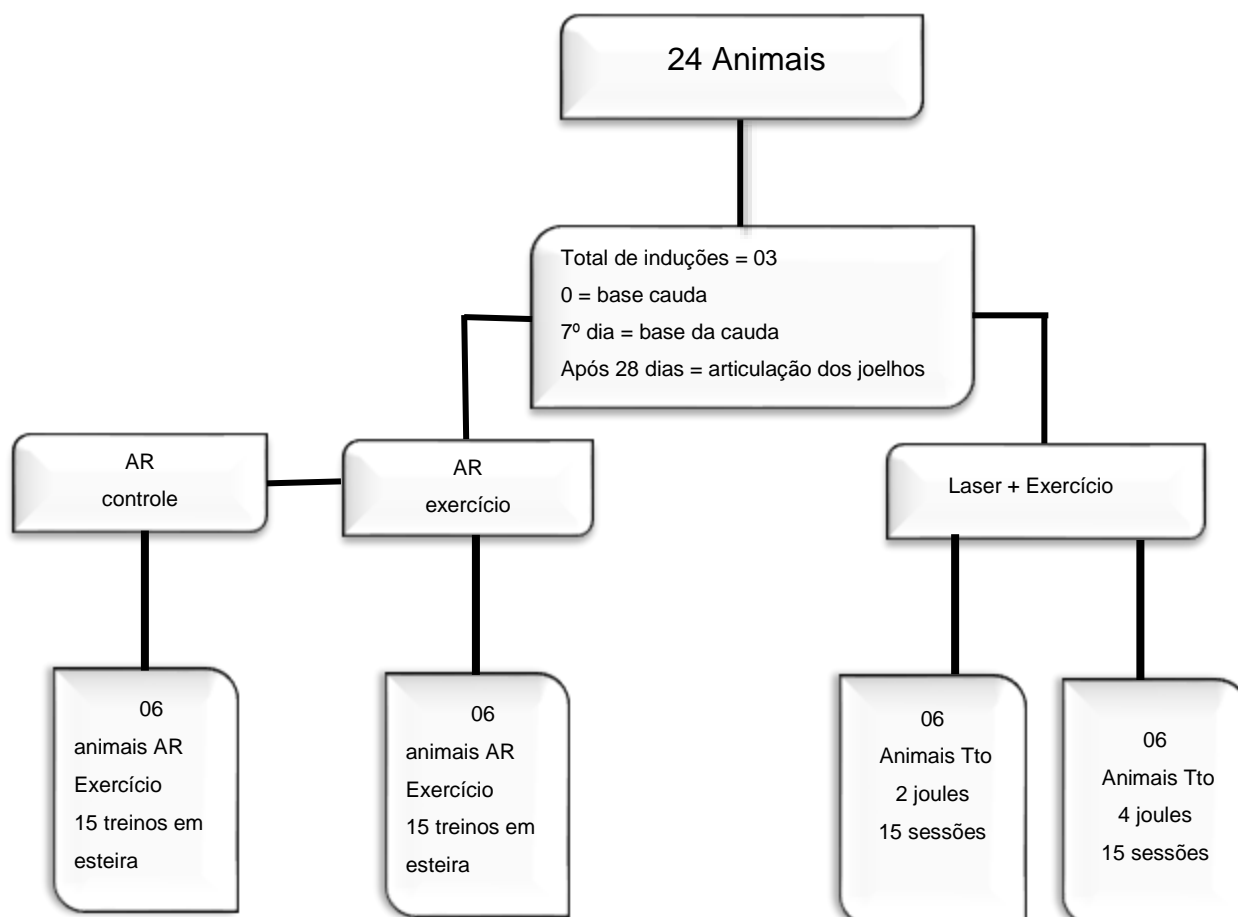 24 Animais
Total de induções = 03
0 = base cauda
7º dia = base da cauda
Após 28 dias = articulação dos joelhos
AR
controle
AR
exercício
Laser + Exercício
06
animais AR
Exercício
15 treinos em
esteira
06
animais AR
Exercício
15 treinos em
esteira
06
Animais Tto
2 joules
15 sessões
06
Animais Tto
4 joules
15 sessões